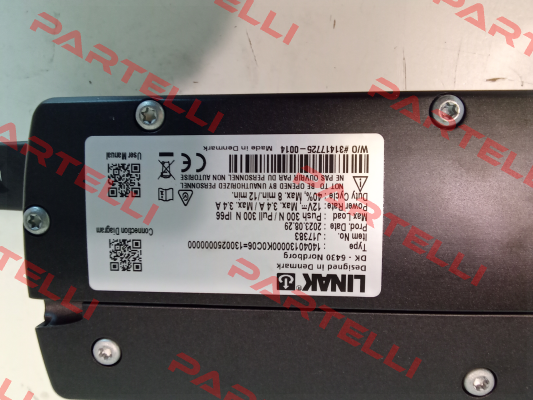 LINAK
Designed in Denmark
DK - 6430 Nordborg
Type : 1404013000K0C06=13002500000000
Item No. : J17383
Prod. Date : 2023.08.29
Max Load : Push 300 N / Pull 300 N IP66
Power Rate: 12V⎓ Max. 3.4 A / Max. 3.4 A
Duty Cycle: 40%, Max. 8 min./12 min.
NOT TO BE OPENED BY UNAUTHORIZED PERSONNEL
NE PAS OUVRIR PAR DU PERSONNEL NON AUTORISE
W/O #31417725-0014 Made in Denmark
Connection Diagram
User Manual
PARTELLI
PARTELLI
PARTELLI
PARTELLI
PARTELLI
PARTELLI